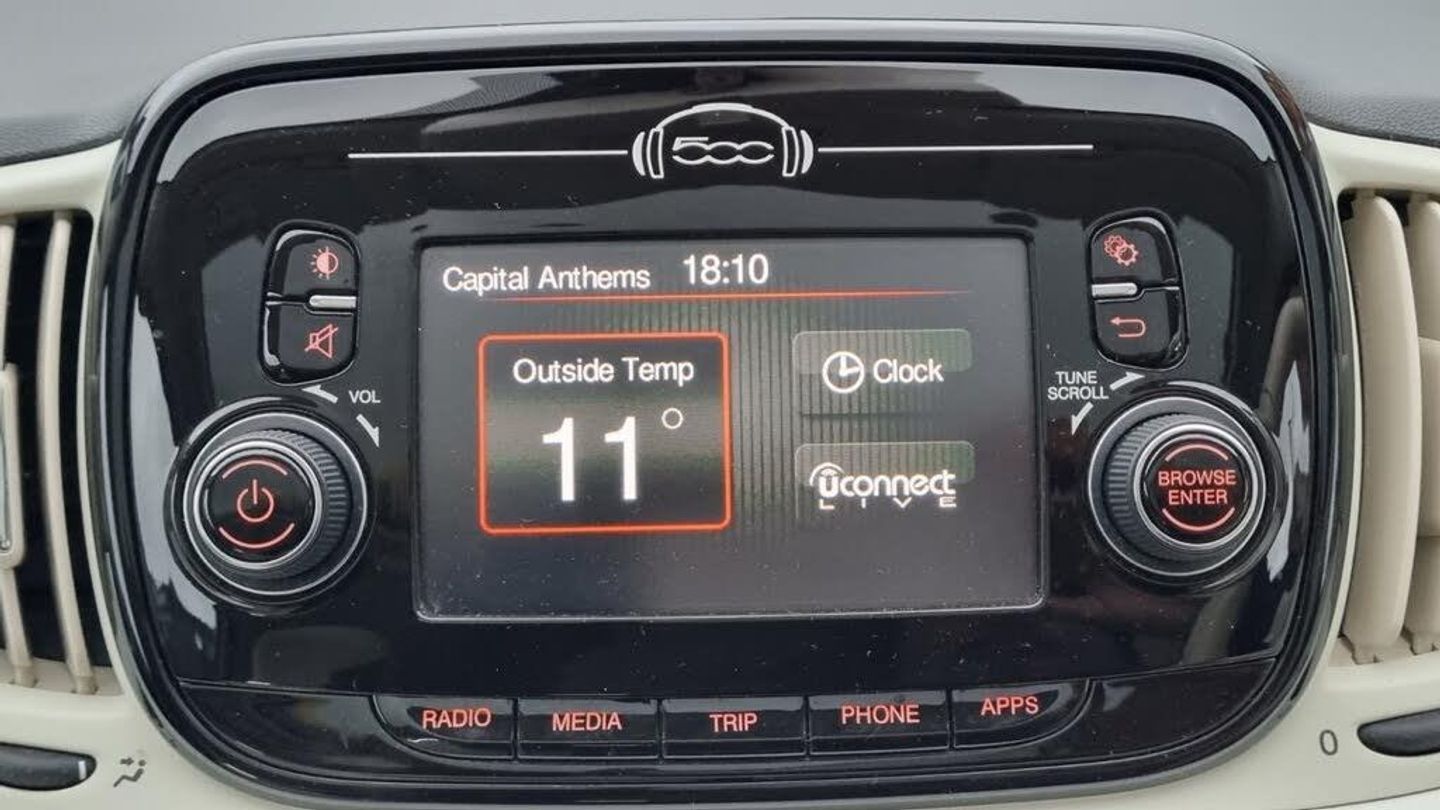 500
Capital Anthems 18:10
VOL
TUNE
SCROLL
Outside Temp
11°
Clock
uconnect
LIVE
BROWSE
ENTER
RADIO MEDIA TRIP PHONE APPS
0